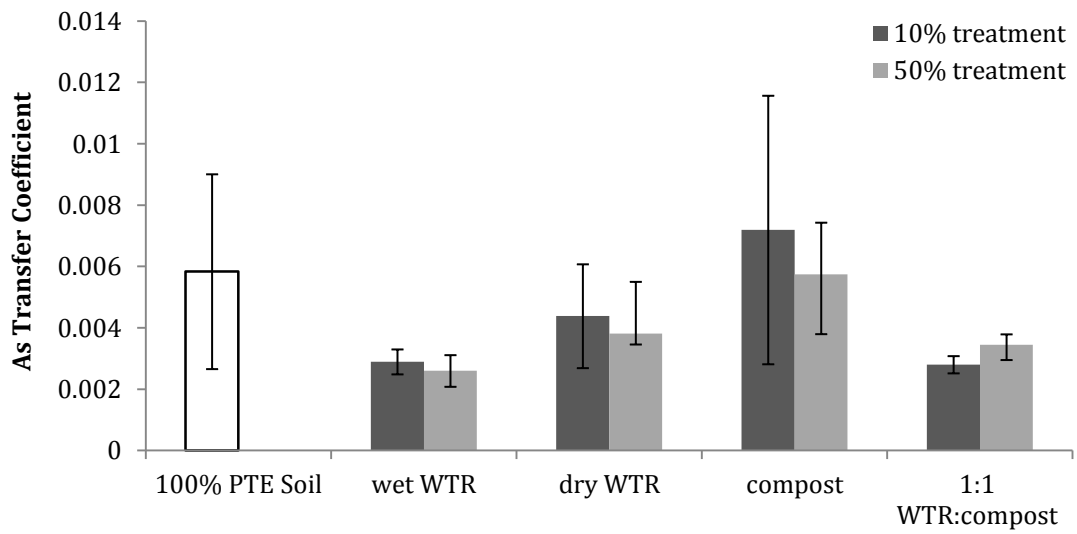 As Transfer Coefficient
0.014
0.012
0.01
0.008
0.006
0.004
0.002
0
10% treatment
50% treatment
100% PTE Soil
wet WTR
dry WTR
compost
1:1
WTR:compost